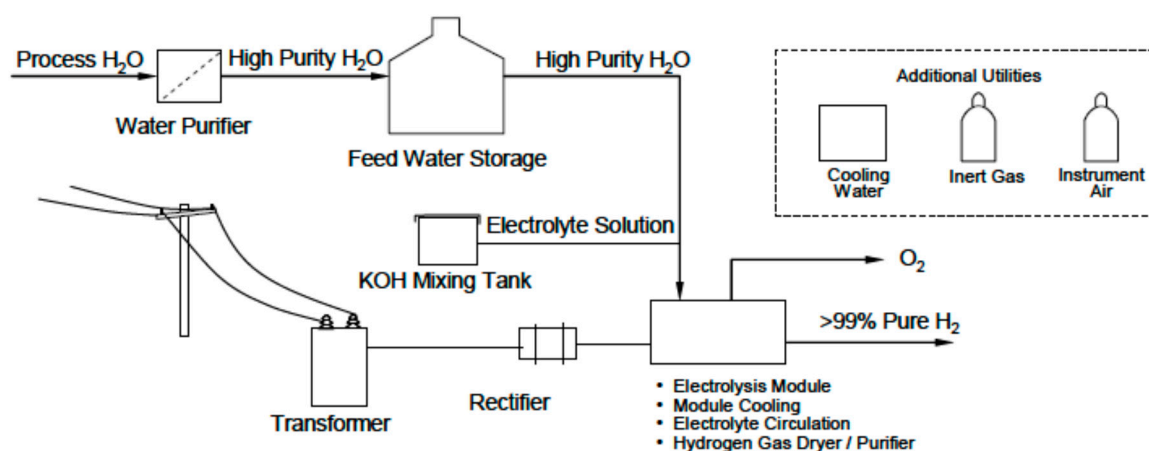 Process H₂O
High Purity H₂O
High Purity H₂O
Water Purifier
Feed Water Storage
Additional Utilities
Cooling
Water
Inert Gas
Instrument
Air
Electrolyte Solution
KOH Mixing Tank
O₂
>99% Pure H₂
Transformer
Rectifier
• Electrolysis Module
• Module Cooling
• Electrolyte Circulation
• Hydrogen Gas Dryer / Purifier